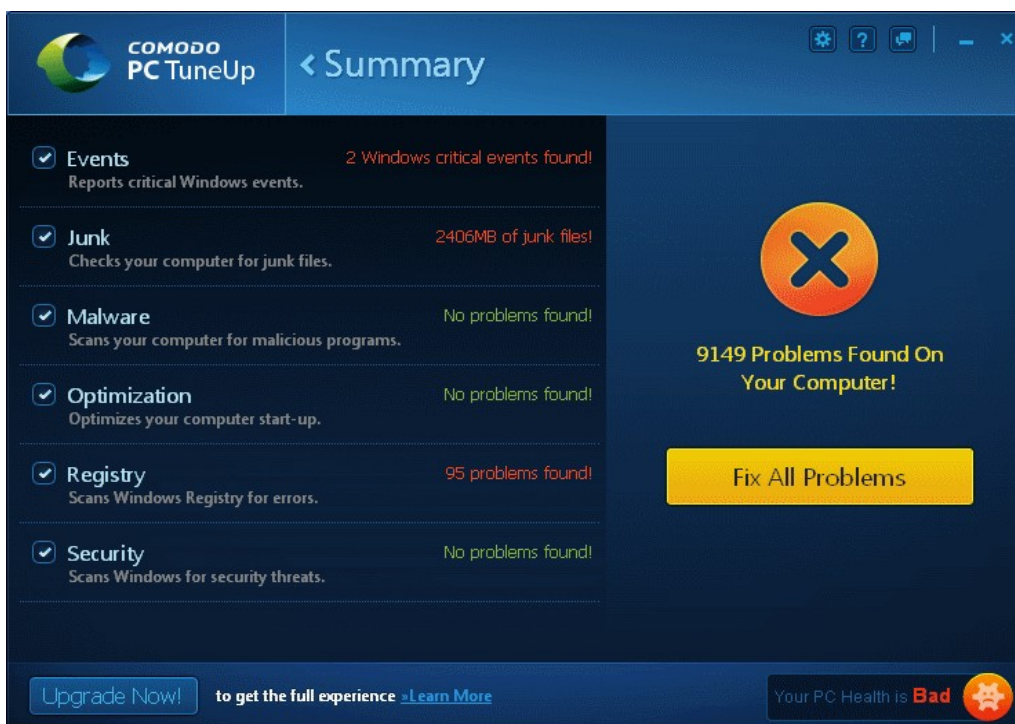 COMODO
PC TuneUp
< Summary
?
Events
2 Windows critical events found!
Reports critical Windows events.
Junk
2406MB of junk files!
Checks your computer for junk files.
Malware
No problems found!
Scans your computer for malicious programs.
Optimization
No problems found!
Optimizes your computer start-up.
Registry
95 problems found!
Scans Windows Registry for errors.
Security
No problems found!
Scans Windows for security threats.
9149 Problems Found On
Your Computer!
Fix All Problems
Upgrade Now!
to get the full experience »Learn More
Your PC Health is Bad